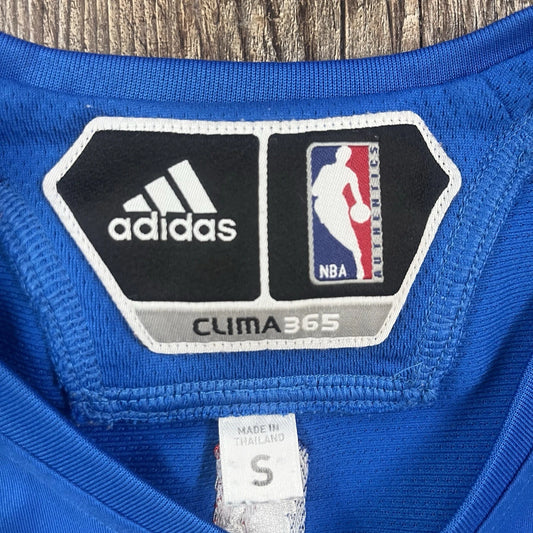 adidas
NBA
AUTHENTICS
CLIMA365
MADE IN
THAILAND
S